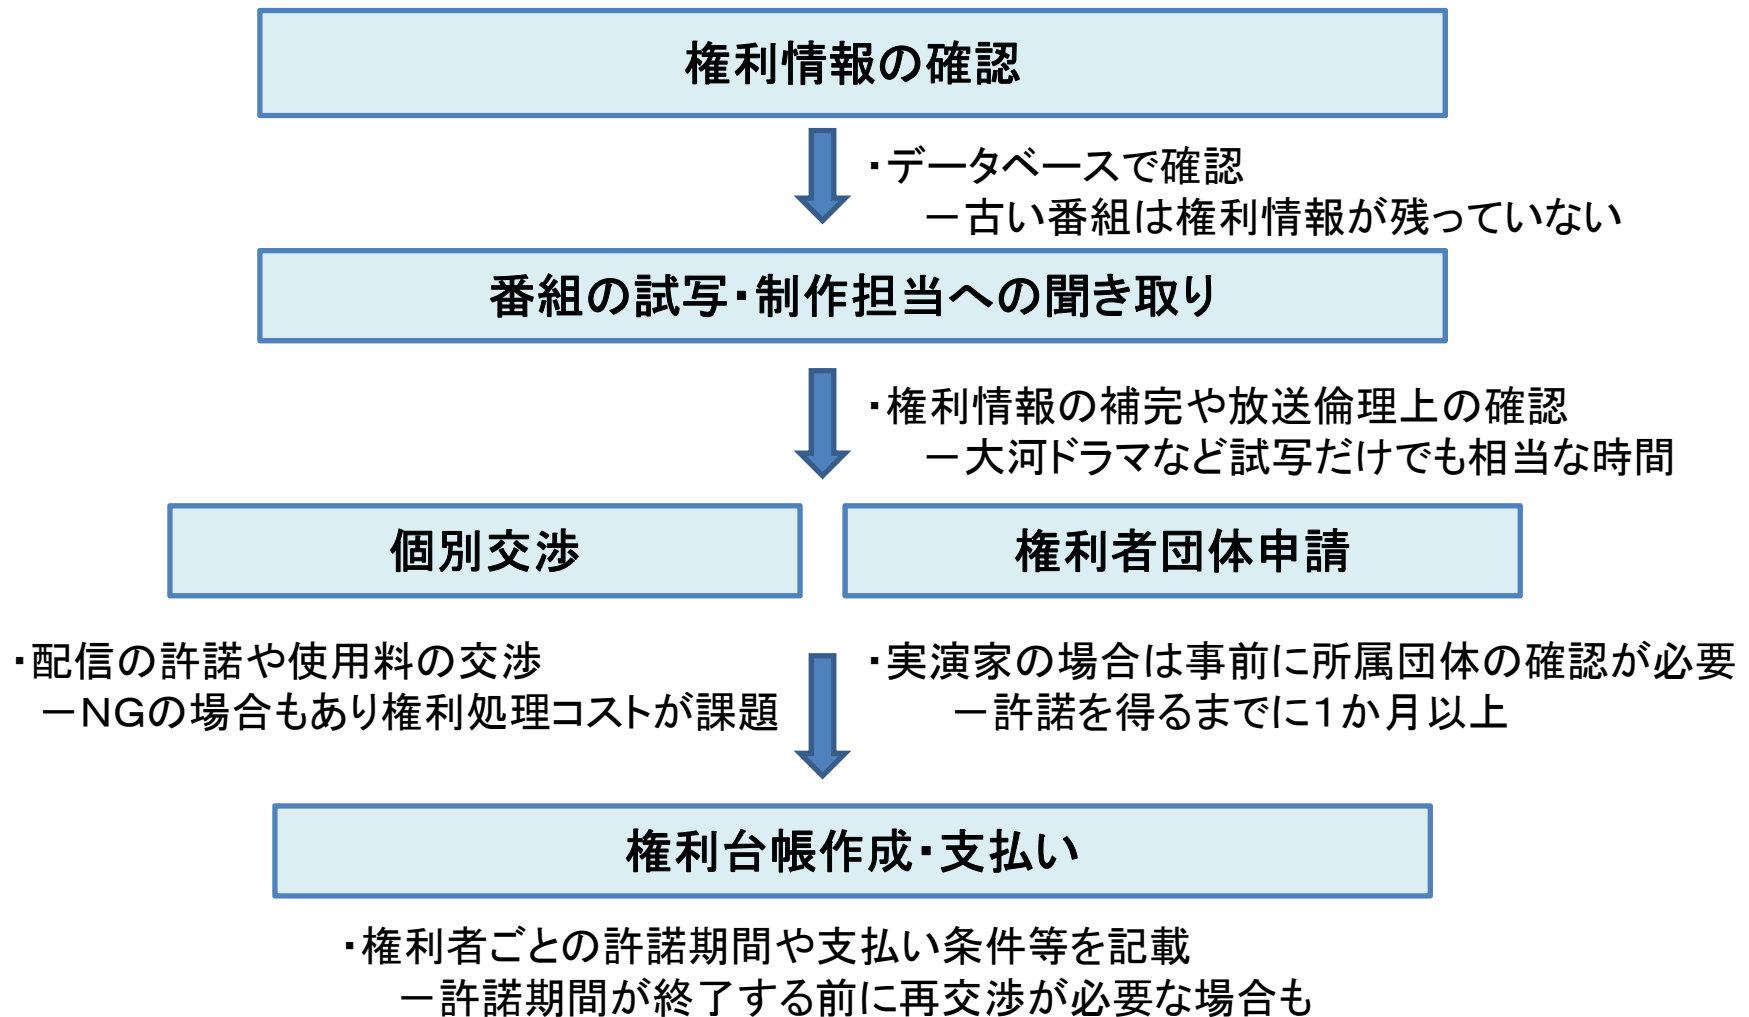 権利情報の確認
・データベースで確認
－古い番組は権利情報が残っていない
番組の試写・制作担当への聞き取り
・権利情報の補完や放送倫理上の確認
－大河ドラマなど試写だけでも相当な時間
個別交渉
権利者団体申請
・配信の許諾や使用料の交渉
－NGの場合もあり権利処理コストが課題
・実演家の場合は事前に所属団体の確認が必要
－許諾を得るまでに1か月以上
権利台帳作成・支払い
・権利者ごとの許諾期間や支払い条件等を記載
－許諾期間が終了する前に再交渉が必要な場合も